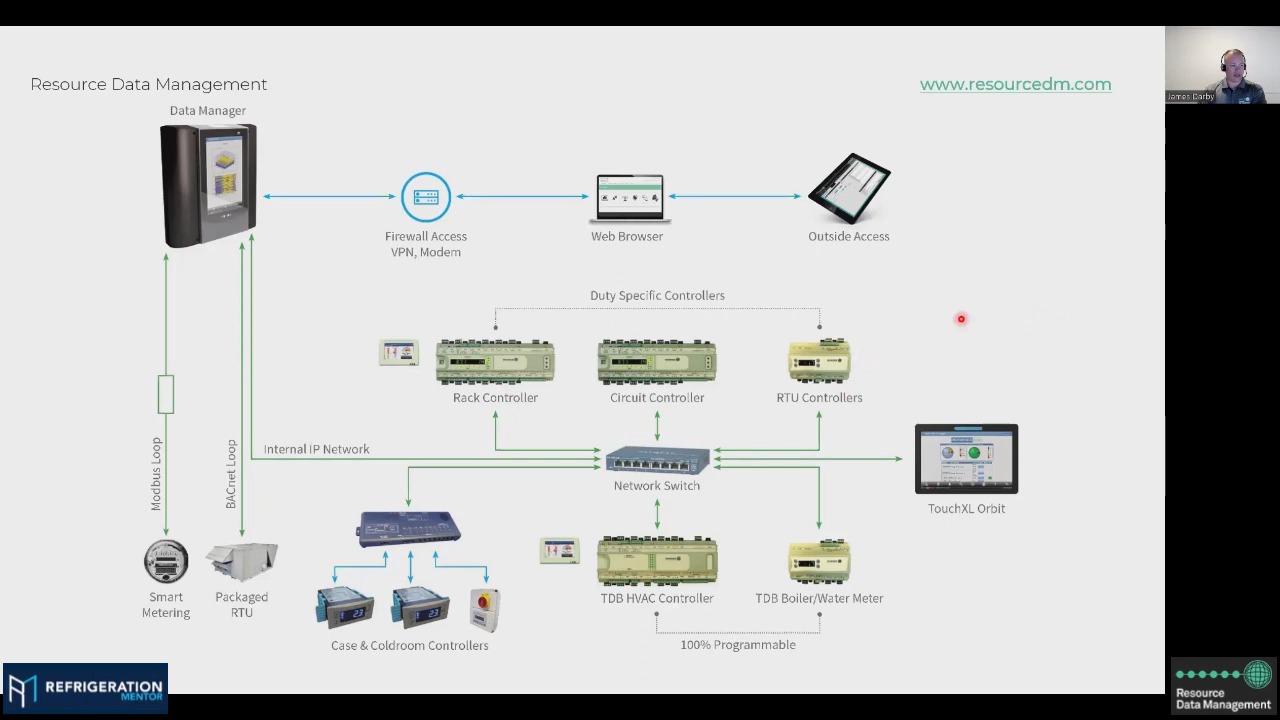 Resource Data Management
www.resourcedm.com
James Darby
Data Manager
Firewall Access
VPN, Modem
Web Browser
Outside Access
Duty Specific Controllers
Rack Controller
Circuit Controller
RTU Controllers
Internal IP Network
Modbus Loop
BACnet Loop
Network Switch
TouchXL Orbit
Smart
Metering
Packaged
RTU
23
23
Case & Coldroom Controllers
TDB HVAC Controller
TDB Boiler/Water Meter
100% Programmable
REFRIGERATION
MENTOR
Resource
Data Management